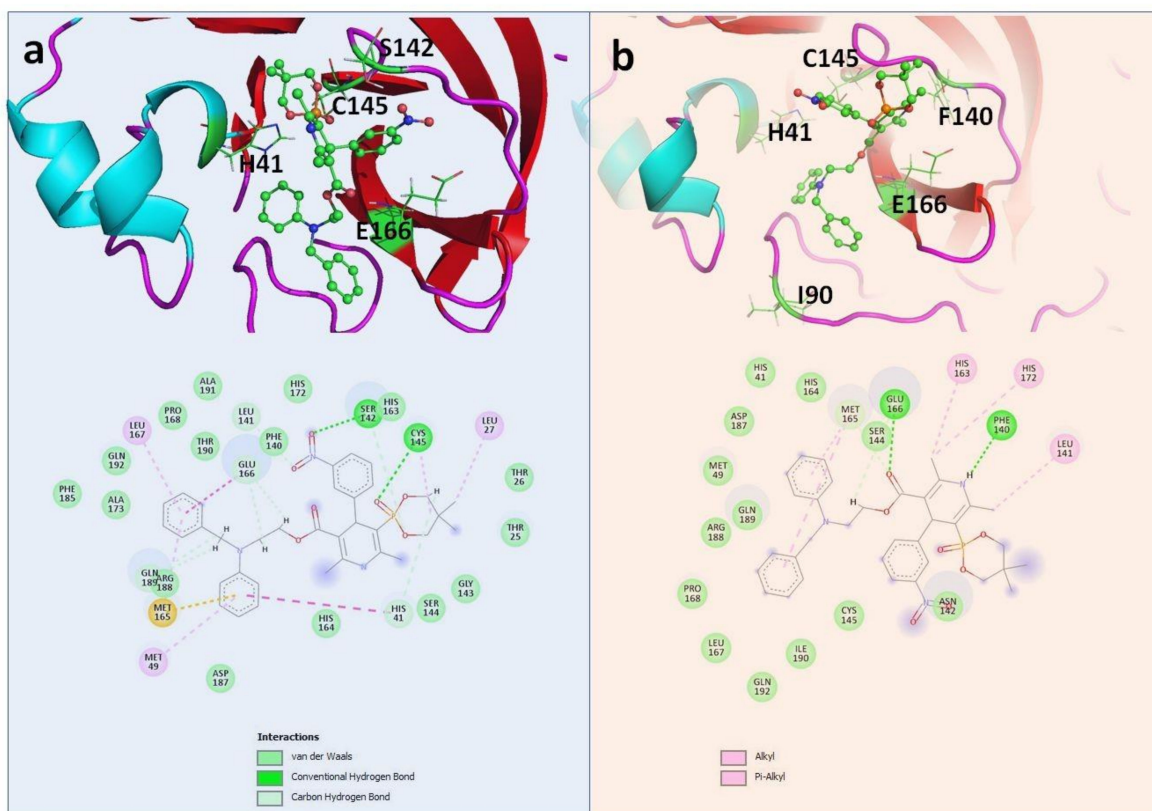 a
S142
C145
H41
E166
b
C145
F140
H41
E166
I90
ALA
191
HIS
172
LEU
141
SER
142
HIS
163
PRO
168
LEU
167
THR
190
PHE
140
CYS
145
LEU
27
GLN
192
GLU
166
THR
26
PHE
185
ALA
173
THR
25
H
H
H
H
O
O
N
O
O
O
P
O
O
N
N
GLN
189
ARG
188
MET
165
HIS
41
GLY
143
SER
144
HIS
164
MET
49
ASP
187
HIS
41
HIS
164
GLU
166
HIS
163
HIS
172
ASP
187
MET
165
SER
144
PHE
140
LEU
141
MET
49
GLN
189
ARG
188
H
H
N
O
O
N
P
O
O
O
N
O
PRO
168
CYS
145
ASN
142
LEU
167
ILE
190
GLN
192
Interactions
van der Waals
Conventional Hydrogen Bond
Carbon Hydrogen Bond
Alkyl
Pi-Alkyl